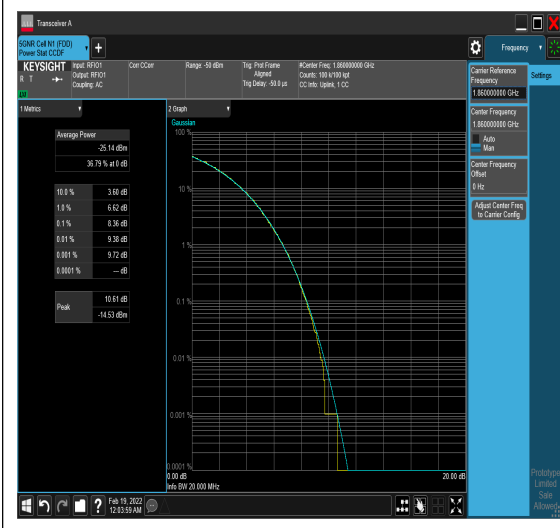 Transceiver A
5GNR Cell N1 (FDD)
Power Stat CCDF
Frequency
KEYSIGHT
R T
LXI
Input: RFIO1
Output: RFIO1
Coupling: AC
Corr CCorr
Range: -50 dBm
Trig: Prot Frame
Aligned
Trig Delay: -50.0 µs
#Center Freq: 1.860000000 GHz
Counts: 100 k/100 kpt
CC Info: Uplink, 1 CC
1 Metrics
Average Power
-25.14 dBm
36.79 % at 0 dB
10.0 % 3.60 dB
1.0 % 6.62 dB
0.1 % 8.36 dB
0.01 % 9.38 dB
0.001 % 9.72 dB
0.0001 % --- dB
Peak
10.61 dB
-14.53 dBm
2 Graph
Gaussian
100 %
10 %
1 %
0.1 %
0.01 %
0.001 %
0.0001 %
0.00 dB
20.00 dB
Info BW 20.000 MHz
Carrier Reference
Frequency
1.860000000 GHz
Center Frequency
1.860000000 GHz
Auto
Man
Center Frequency
Offset
0 Hz
Adjust Center Freq
to Carrier Config
Settings
Prototype
Limited
Sale
Allowed
?
Feb 19, 2022
12:03:59 AM